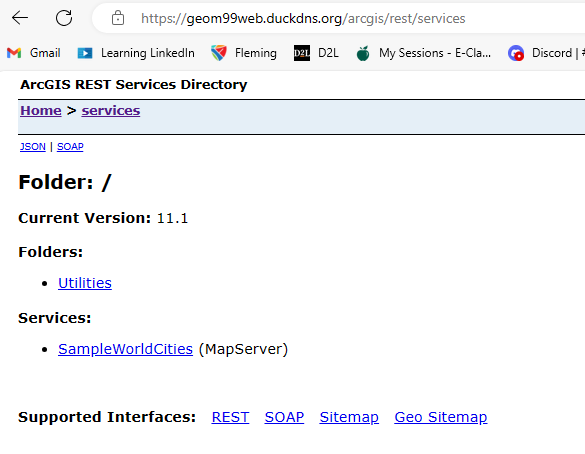 https://geom99web.duckdns.org/arcgis/rest/services
Gmail Learning LinkedIn Fleming D2L D2L My Sessions - E-Cla... Discord | #
ArcGIS REST Services Directory
Home > services
JSON | SOAP
Folder: /
Current Version: 11.1
Folders:
• Utilities
Services:
• SampleWorldCities (MapServer)
Supported Interfaces: REST SOAP Sitemap Geo Sitemap